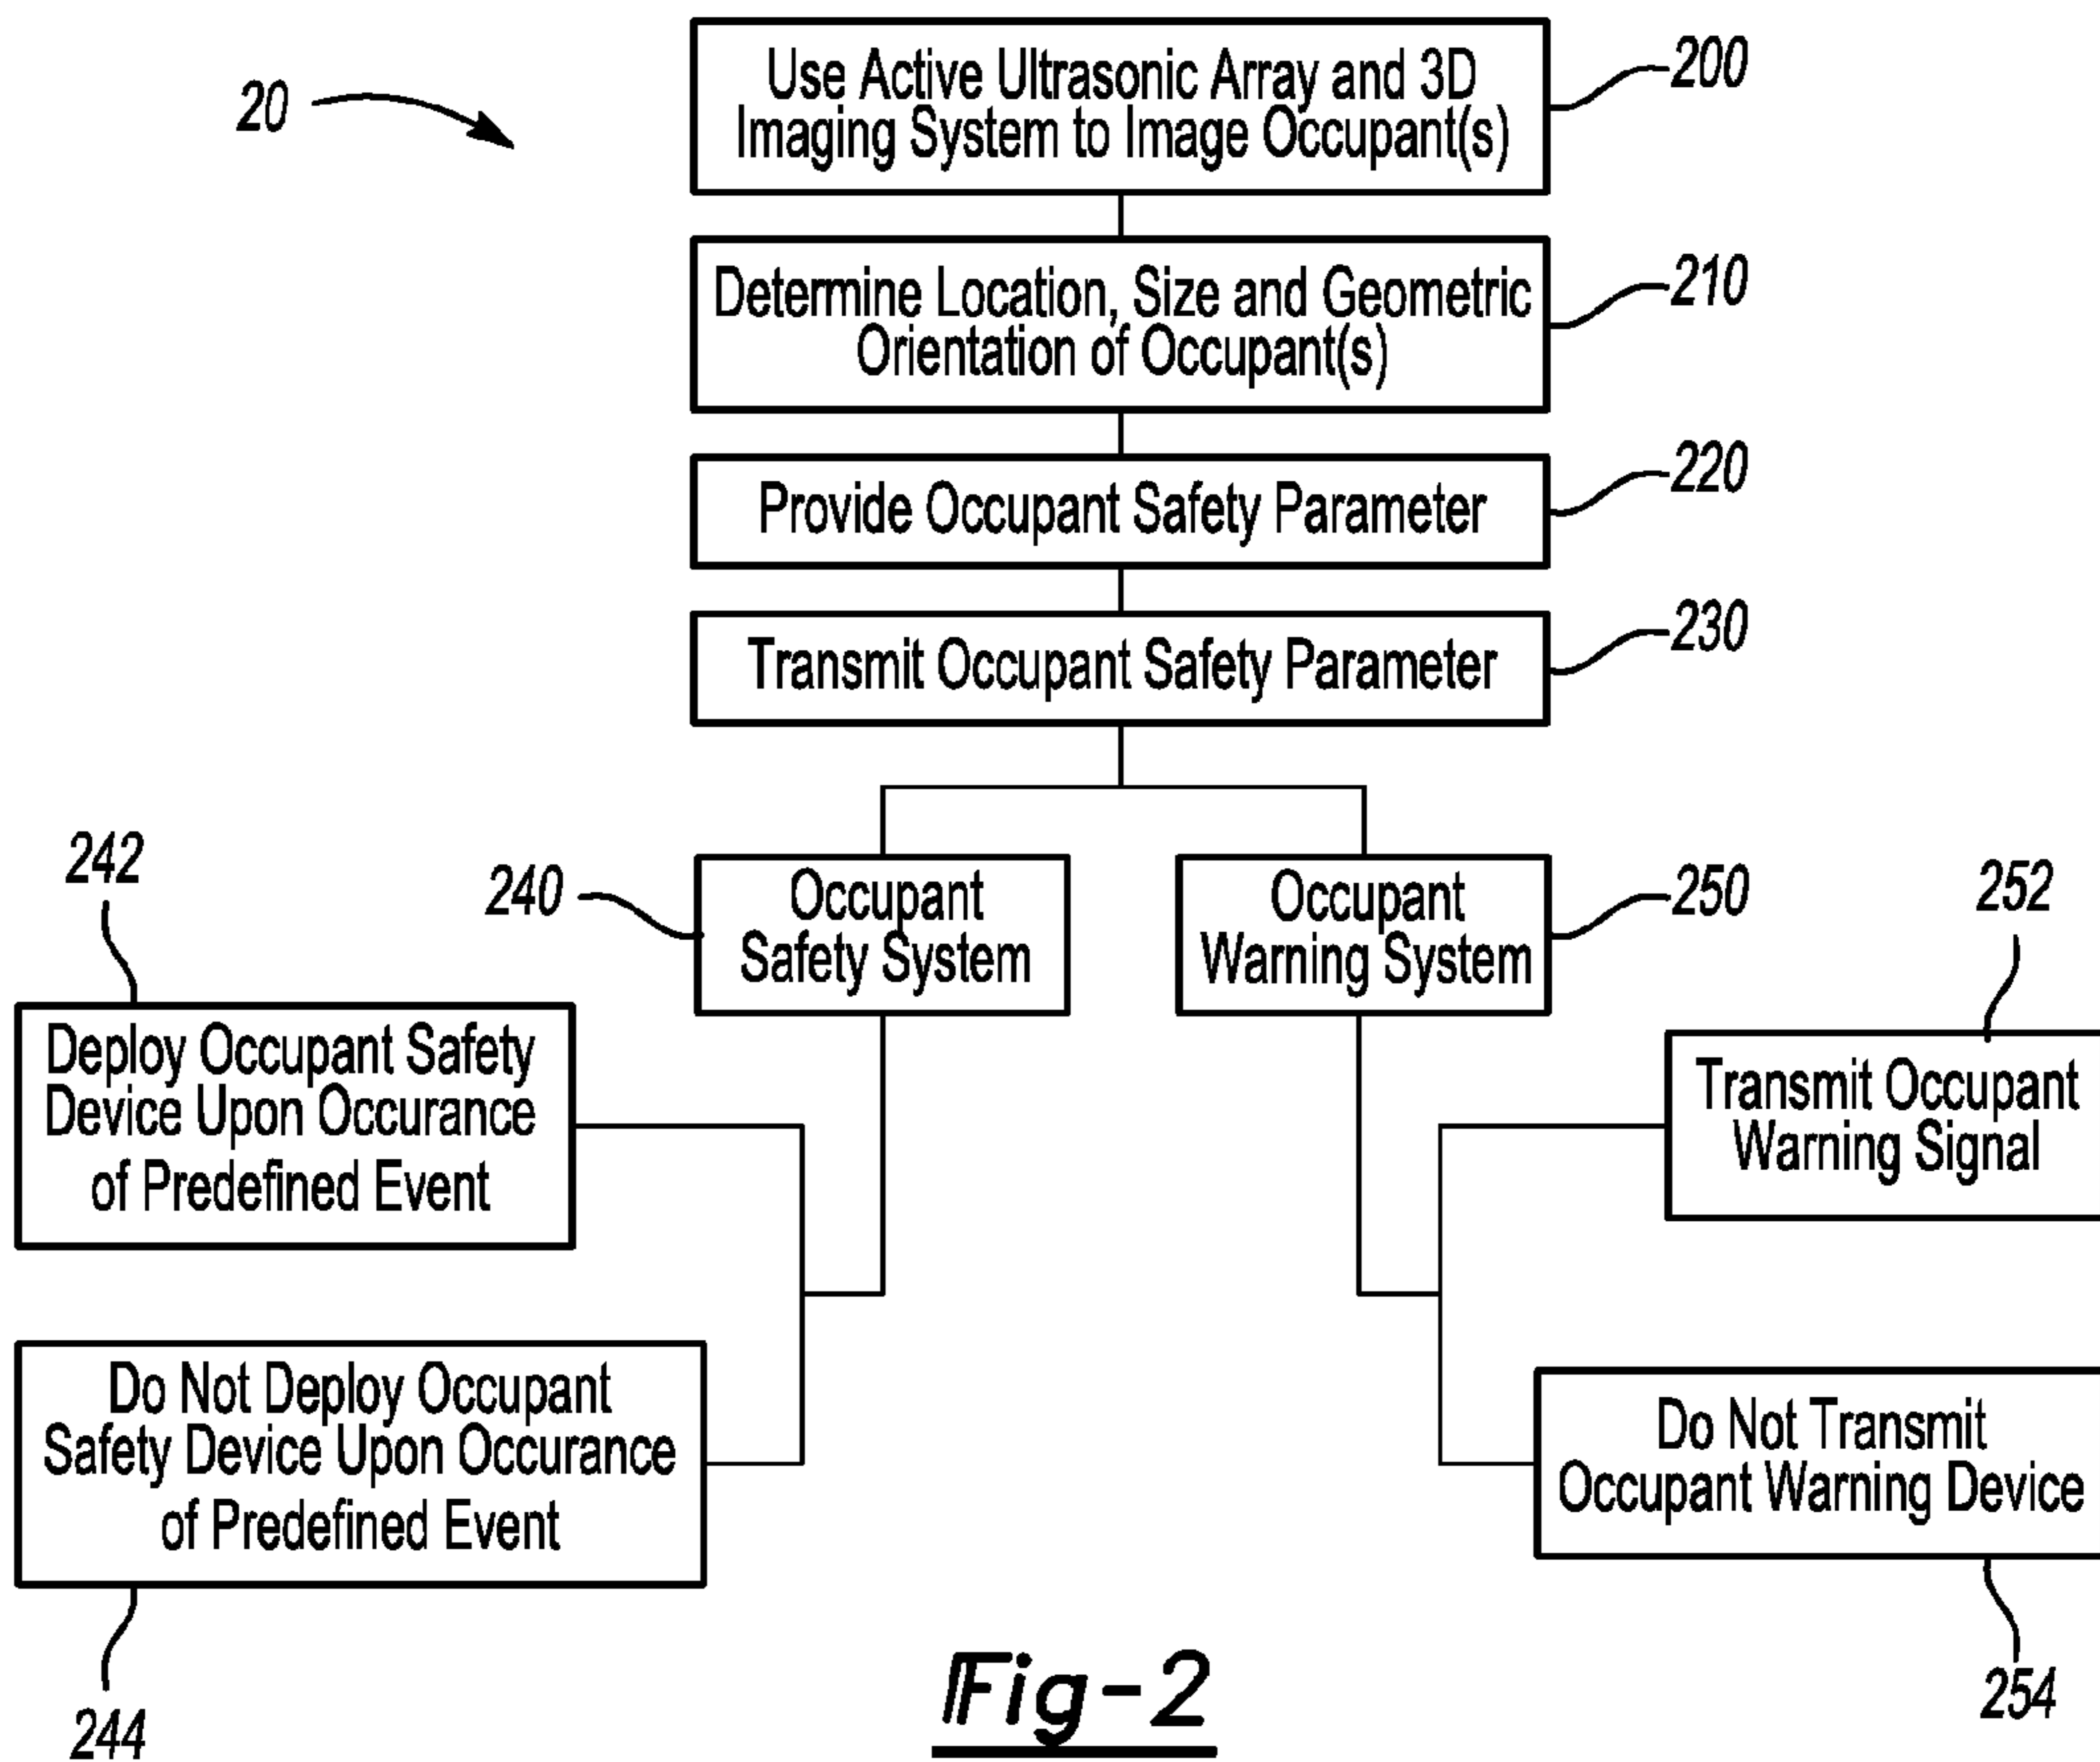 20
Use Active Ultrasonic Array and 3D
Imaging System to Image Occupant(s)
200
Determine Location, Size and Geometric
Orientation of Occupant(s)
210
Provide Occupant Safety Parameter
220
Transmit Occupant Safety Parameter
230
240
Occupant
Safety System
Occupant
Warning System
250
242
Deploy Occupant Safety
Device Upon Occurance
of Predefined Event
252
Transmit Occupant
Warning Signal
Do Not Deploy Occupant
Safety Device Upon Occurance
of Predefined Event
244
Do Not Transmit
Occupant Warning Device
254
Fig-2